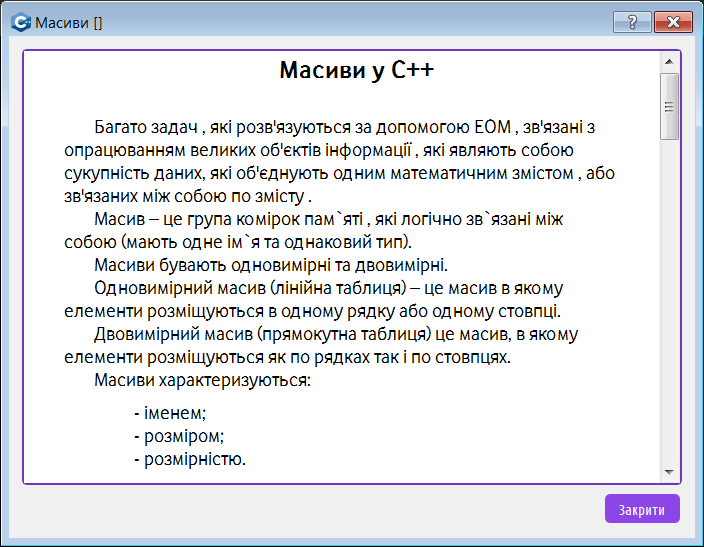 Масиви []
Масиви у C++
Багато задач , які розв'язуються за допомогою ЕОМ , зв'язані з
опрацюванням великих об'єктів інформації , які являють собою
сукупність даних, які об'єднують одним математичним змістом , або
зв'язаних між собою по змісту .
Масив – це група комірок пам`яті , які логічно зв`язані між
собою (мають одне ім`я та однаковий тип).
Масиви бувають одновимірні та двовимірні.
Одновимірний масив (лінійна таблиця) – це масив в якому
елементи розміщуються в одному рядку або одному стовпці.
Двовимірний масив (прямокутна таблиця) це масив, в якому
елементи розміщуються як по рядках так і по стовпцях.
Масиви характеризуються:
- іменем;
- розміром;
- розмірністю.
Закрити